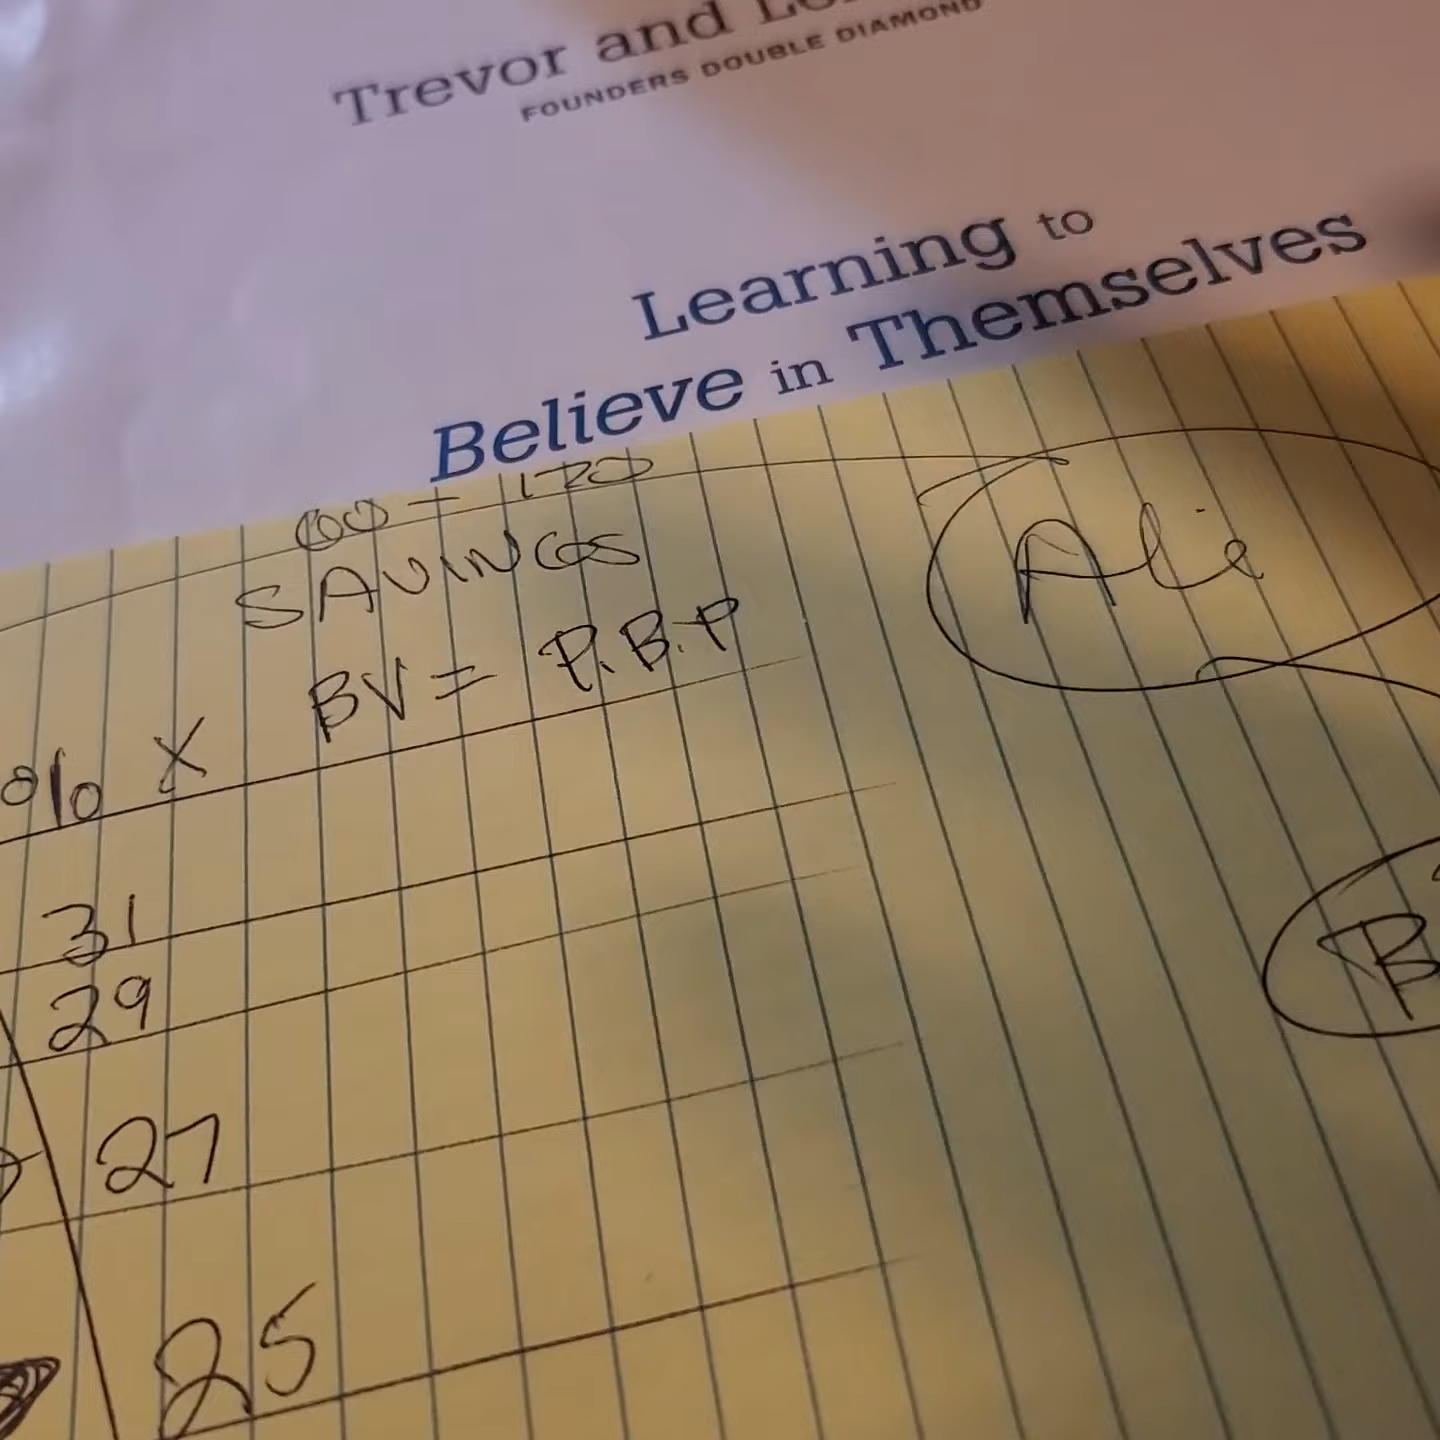 Trevor and
FOUNDERS DOUBLE DIAMOND
Learning to
Believe in Themselves
100 - 120
SAVINGS
Ali
% X BV = P.B.P
31
B
29
27
25